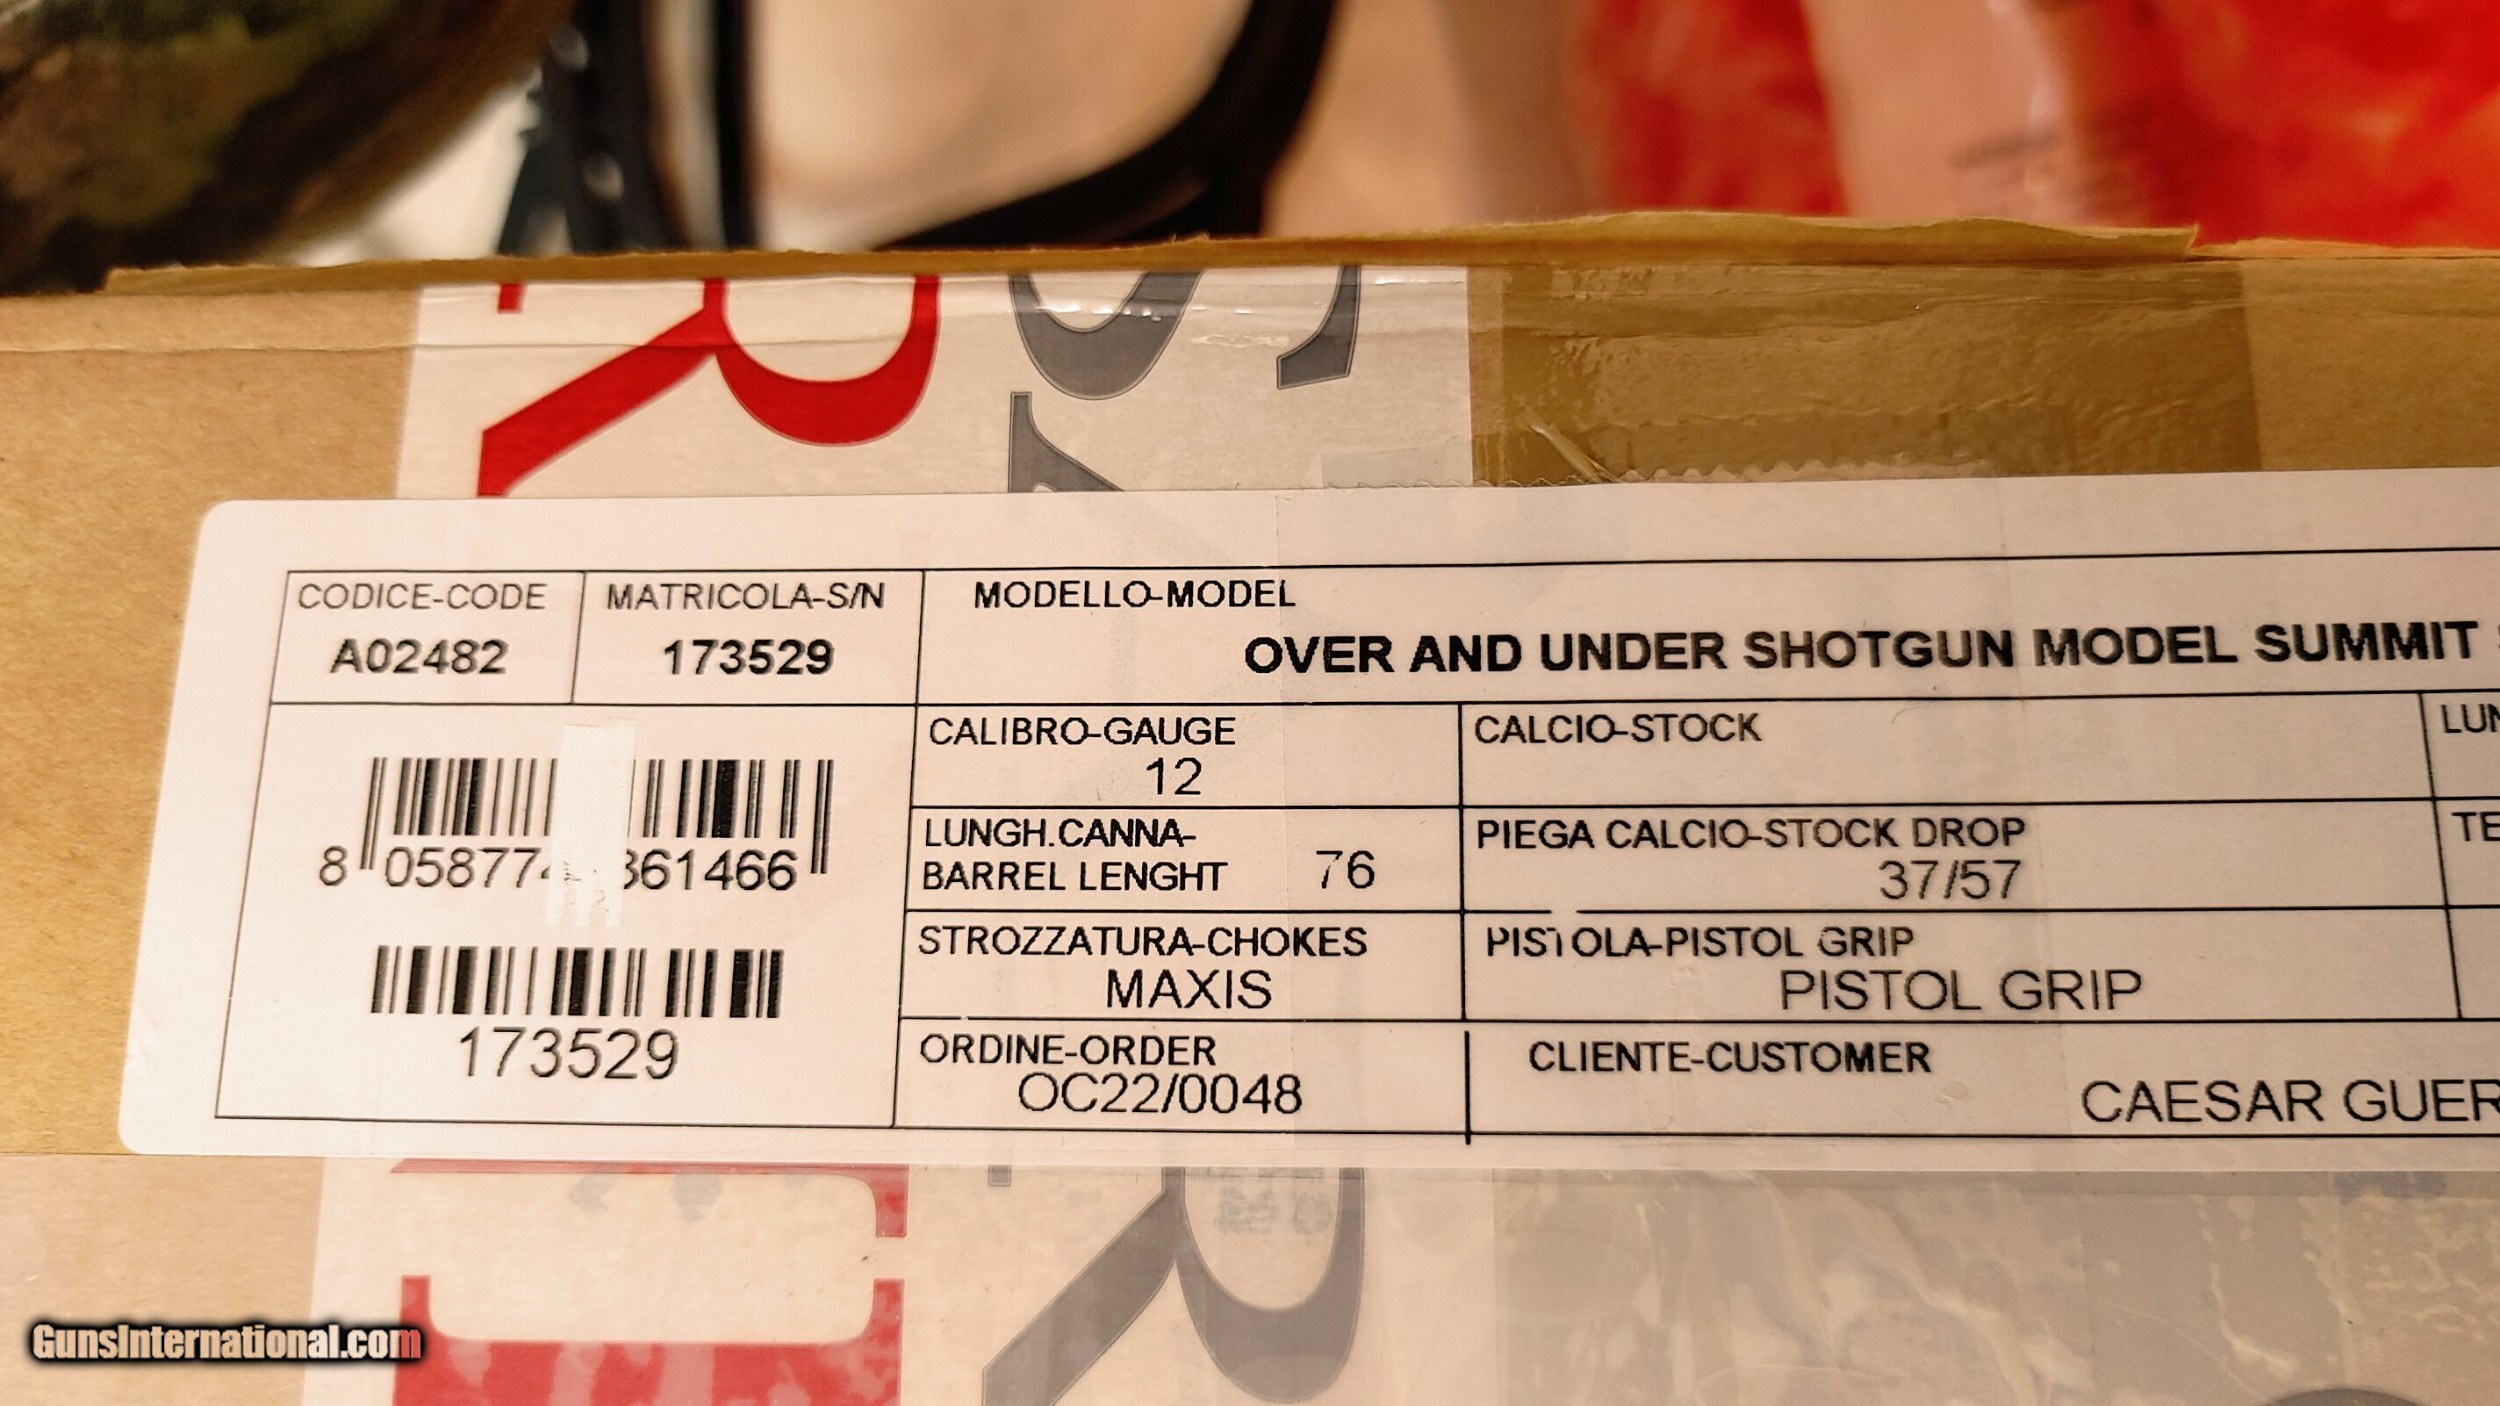 CODICE-CODE
A02482
MATRICOLA-S/N
173529
MODELLO-MODEL
OVER AND UNDER SHOTGUN MODEL SUMMIT
173529
CALIBRO-GAUGE
12
CALCIO-STOCK
LUNGH.CANNA-
BARREL LENGHT 76
PIEGA CALCIO-STOCK DROP
37/57
STROZZATURA-CHOKES
MAXIS
PISTOLA-PISTOL GRIP
PISTOL GRIP
ORDINE-ORDER
OC22/0048
CLIENTE-CUSTOMER
CAESAR GUER
GunsInternational.com